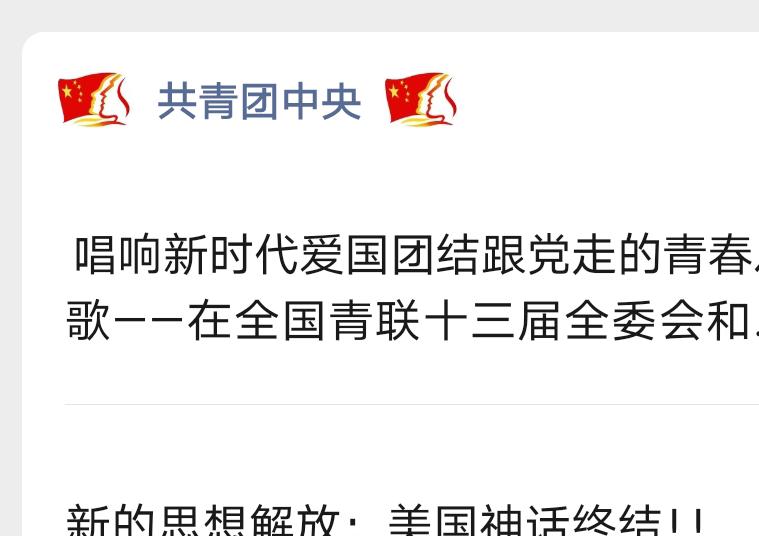 共青团中央
唱响新时代爱国团结跟党走的青春
歌——在全国青联十三届全委会和
新的思想解放：美国神话终结!!